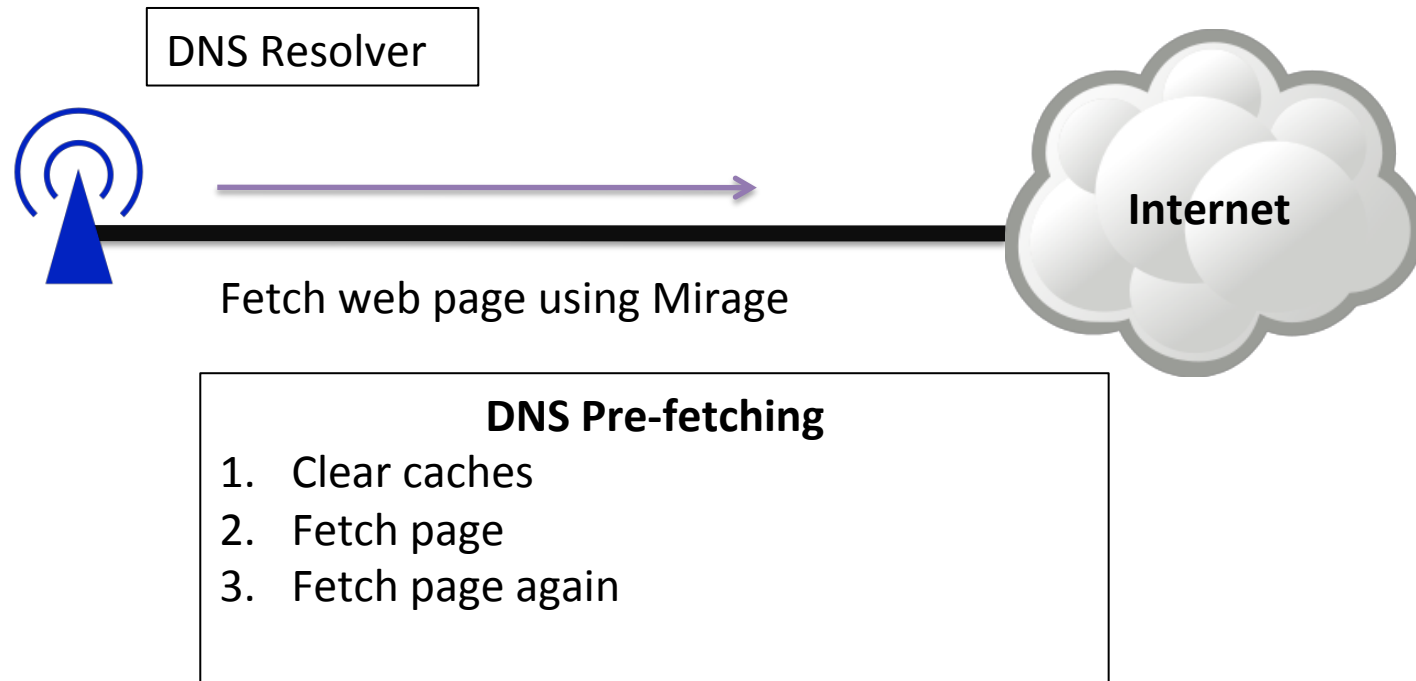 DNS Resolver
Internet
Fetch web page using Mirage
DNS Pre-fetching
1. Clear caches
2. Fetch page
3. Fetch page again